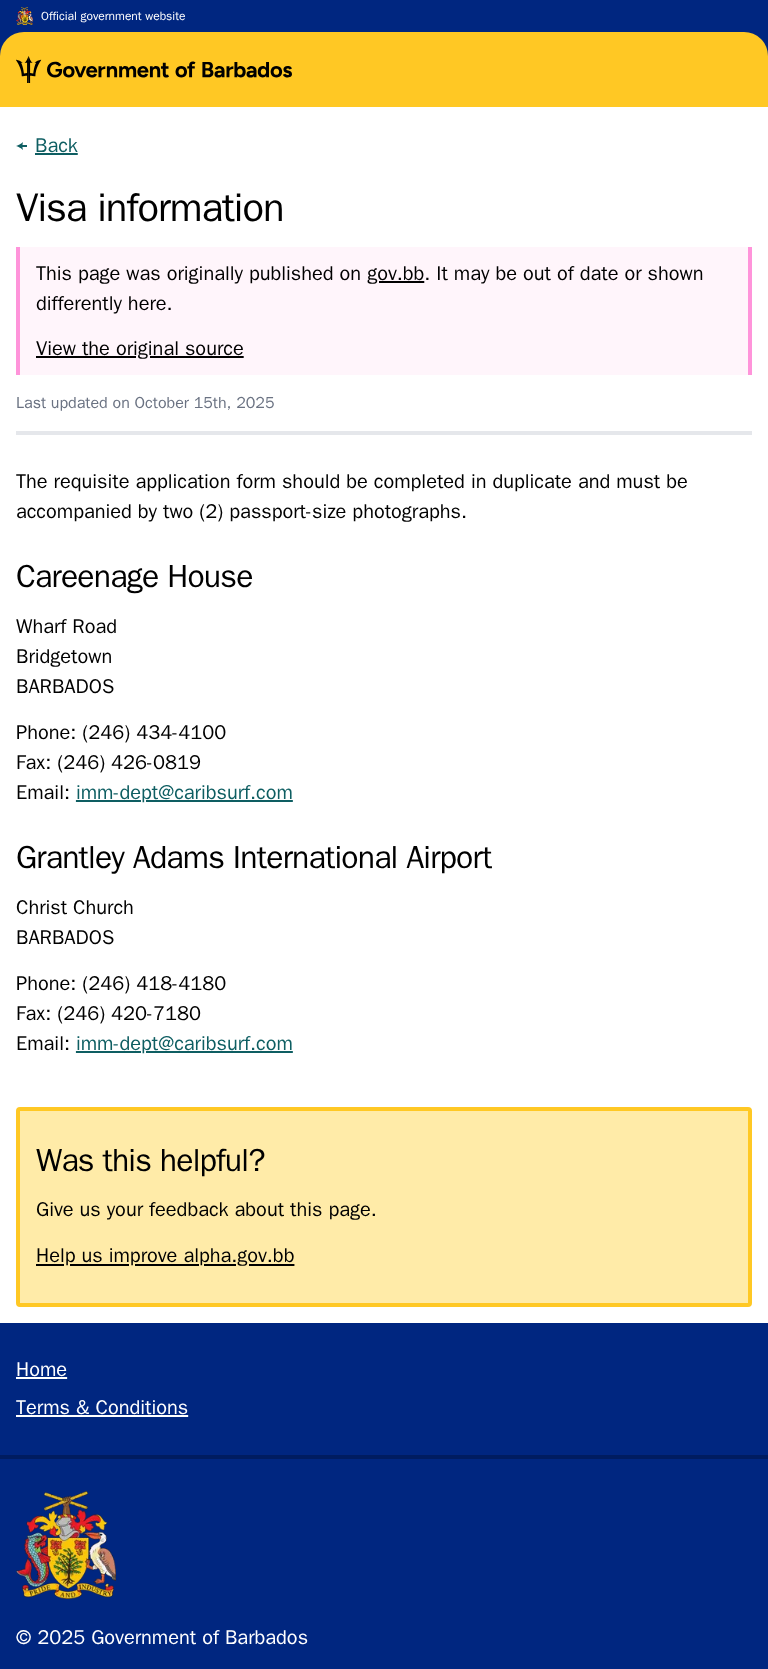 Official government website
Government of Barbados
Back
Visa information
This page was originally published on gov.bb. It may be out of date or shown
differently here.
View the original source
Last updated on October 15th, 2025
The requisite application form should be completed in duplicate and must be
accompanied by two (2) passport-size photographs.
Careenage House
Wharf Road
Bridgetown
BARBADOS
Phone: (246) 434-4100
Fax: (246) 426-0819
Email: imm-dept@caribsurf.com
Grantley Adams International Airport
Christ Church
BARBADOS
Phone: (246) 418-4180
Fax: (246) 420-7180
Email: imm-dept@caribsurf.com
Was this helpful?
Give us your feedback about this page.
Help us improve alpha.gov.bb
Home
Terms & Conditions
PRIDE AND INDUSTRY
© 2025 Government of Barbados